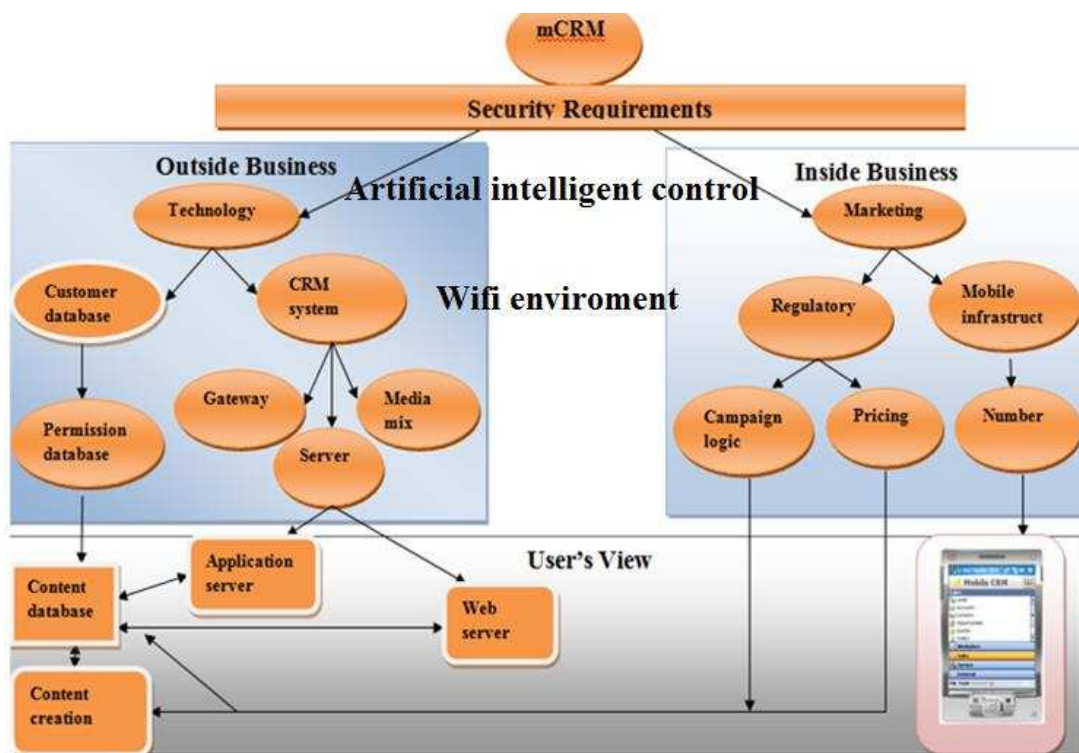 mCRM
Security Requirements
Outside Business
Inside Business
Artificial intelligent control
Technology
Marketing
Customer
database
CRM
system
Wifi enviroment
Regulatory
Mobile
infrastruct
Gateway
Media
mix
Permission
database
Server
Campaign
logic
Pricing
Number
User's View
Application
server
Content
database
Web
server
Content
creation
Mobile CRM